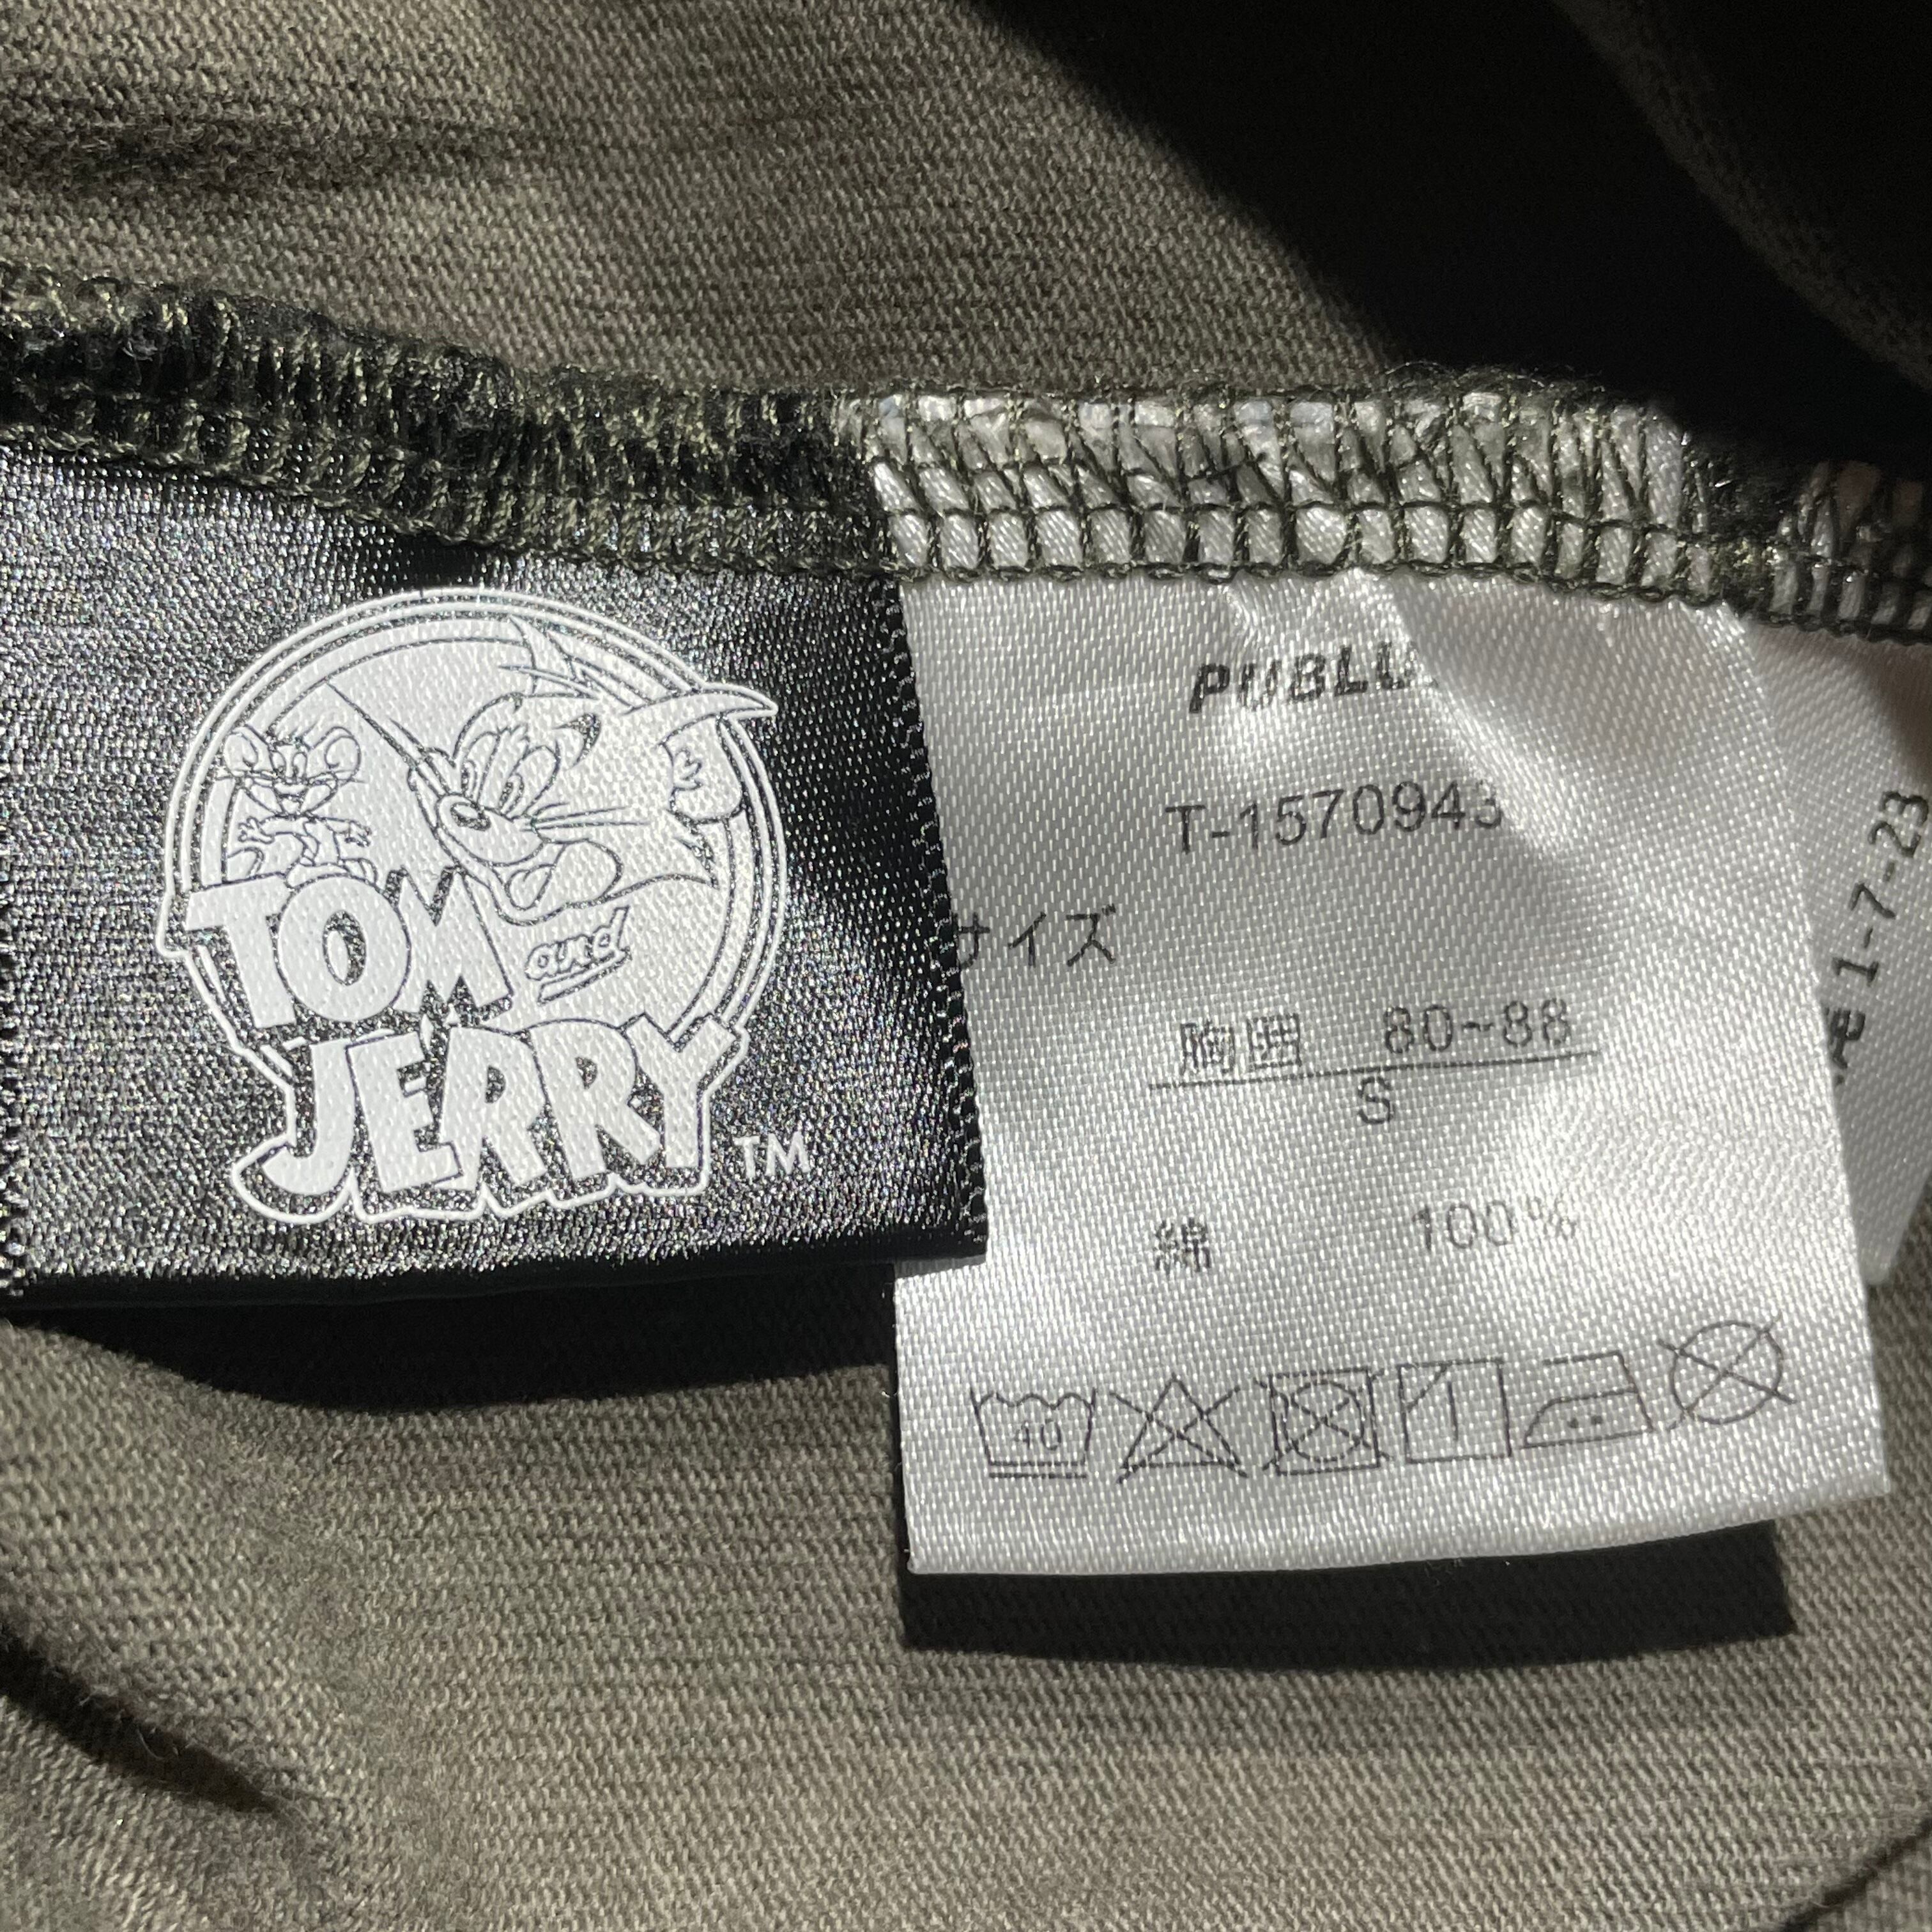 TOM
and
JERRY
TM
PUBLU
T-1570943
サイズ
胸囲 80~88
S
綿 100%
40
1-7-23